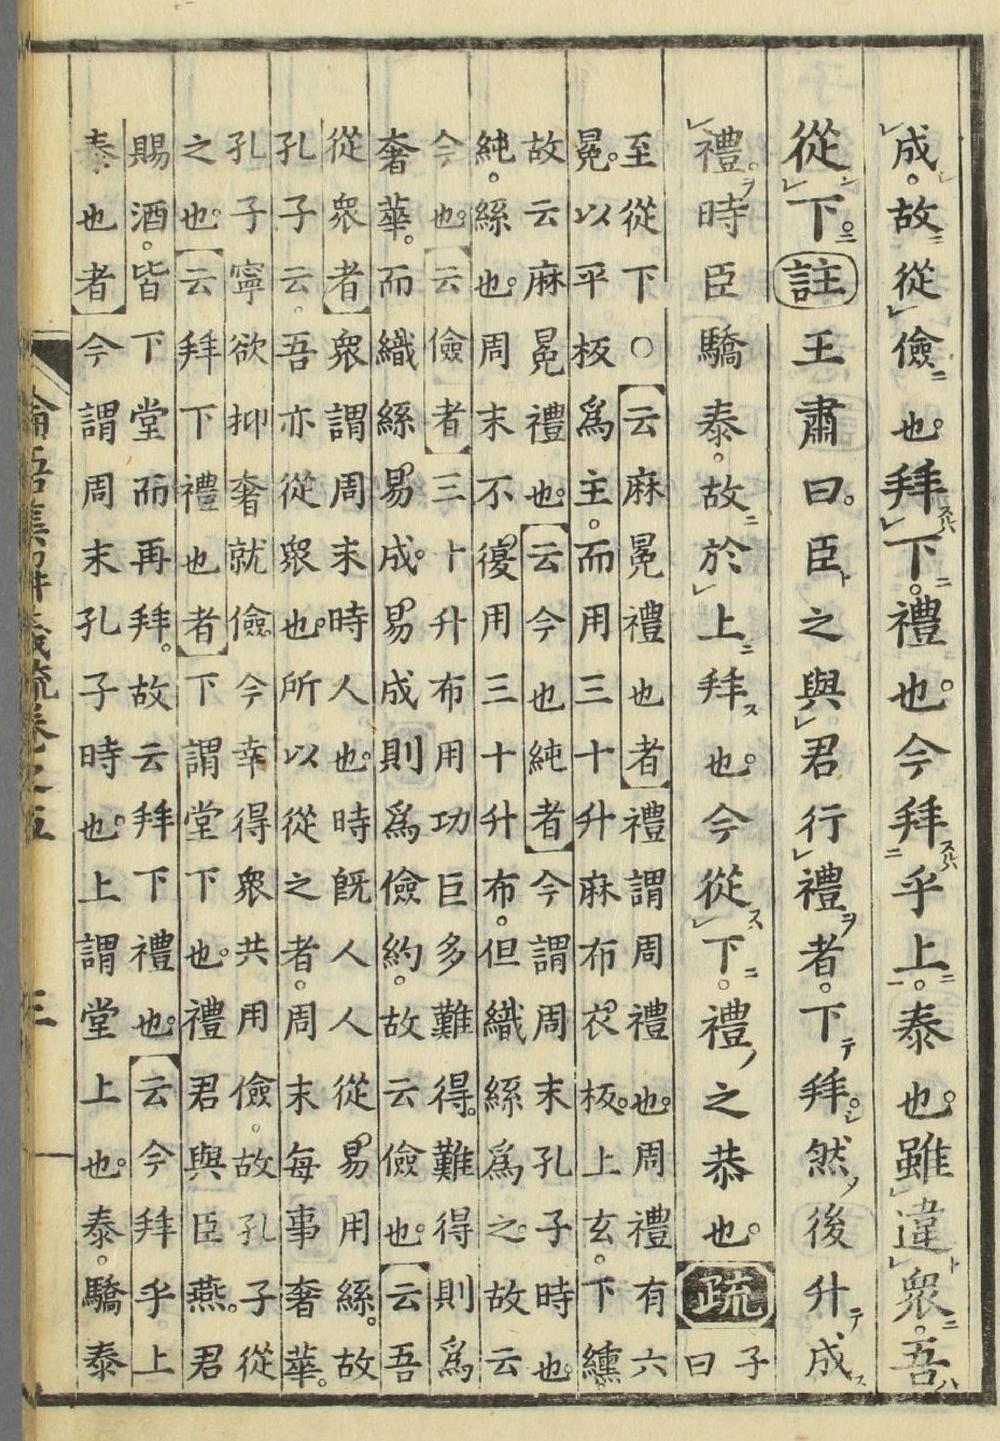 成。故從儉也。拜下。禮也。今拜乎上。泰也。雖違衆。吾
從下。註王肅曰。臣之與君行禮者。下拜。然後升成
禮。時臣驕泰。故於上拜也。今從下。禮之恭也。疏子曰
至從下○【云麻冕禮也者】禮謂周禮也。周禮有六
冕。以平板爲主。而用三十升麻布衣板。上玄。下纁。
故云麻冕禮也。【云今也純者】今謂周末孔子時也。
純。絲也。周末不復用三十升布。但織絲爲之。故云
今也。【云儉者】三十升布用功巨多難得。難得則爲
奢華。而織絲易成。易成則爲儉約。故云儉也。【云吾
從衆者】衆謂周末時人也。時既人人從易用絲。故
孔子云。吾亦從衆也。所以從之者。周末每事奢華。
孔子寧欲抑奢就儉。今幸得衆共用儉。故孔子從
之也。【云拜下禮也者】下謂堂下也。禮君與臣燕。君
賜酒。皆下堂而再拜。故云拜下禮也。【云今拜乎上
泰也者】今謂周末孔子時也。上謂堂上也。泰。驕泰
論語集解義疏卷之五 三